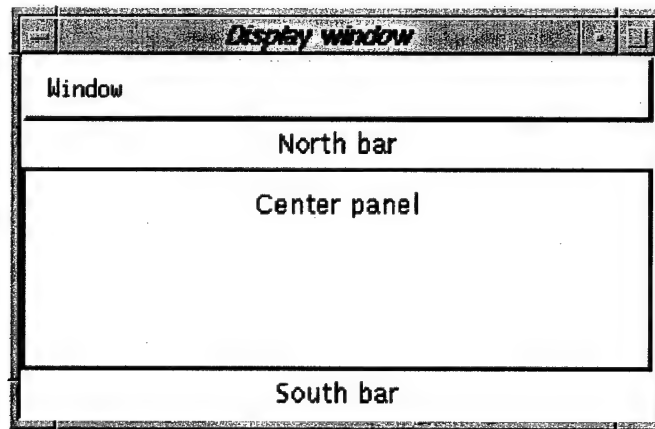 Display window
Window
North bar
Center panel
South bar